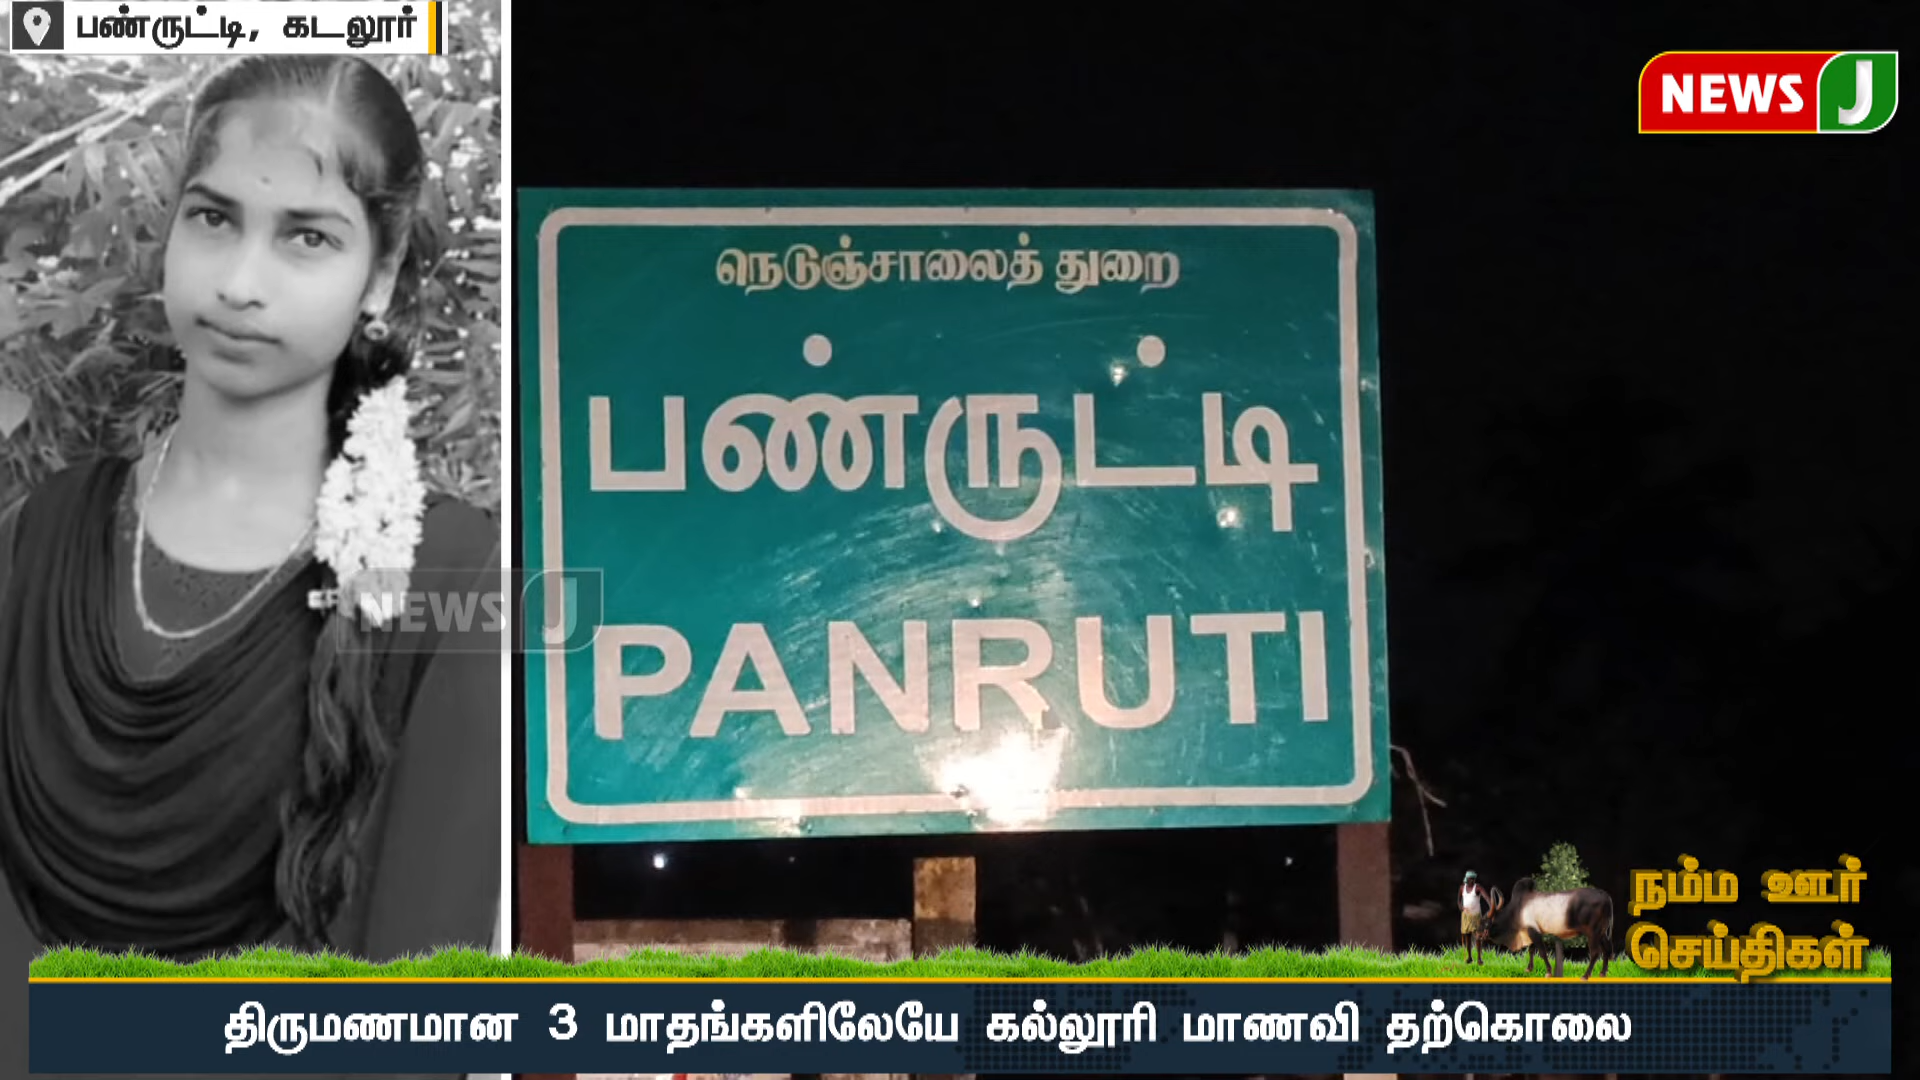 பண்ருட்டி, கடலூர்
NEWS J
நெடுஞ்சாலைத் துறை
பண்ருட்டி
NEWS J
PANRUTI
நம்ம ஊர்
செய்திகள்
திருமணமான 3 மாதங்களிலேயே கல்லூரி மாணவி தற்கொலை